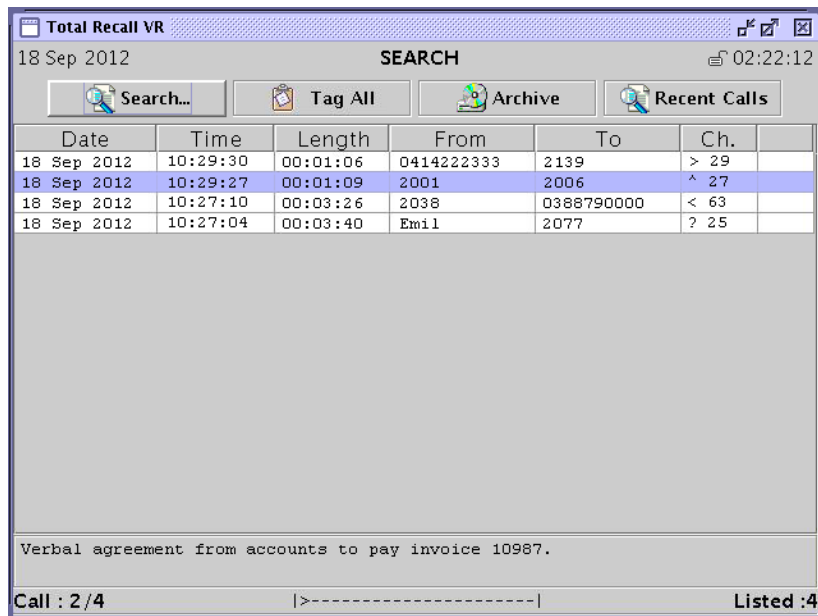 Total Recall VR
18 Sep 2012 SEARCH 02:22:12
Search... Tag All Archive Recent Calls
Date Time Length From To Ch.
18 Sep 2012 10:29:30 00:01:06 0414222333 2139 > 29
18 Sep 2012 10:29:27 00:01:09 2001 2006 ^ 27
18 Sep 2012 10:27:10 00:03:26 2038 0388790000 < 63
18 Sep 2012 10:27:04 00:03:40 Emil 2077 ? 25
Verbal agreement from accounts to pay invoice 10987.
Call : 2/4 |>-----------------------| Listed :4